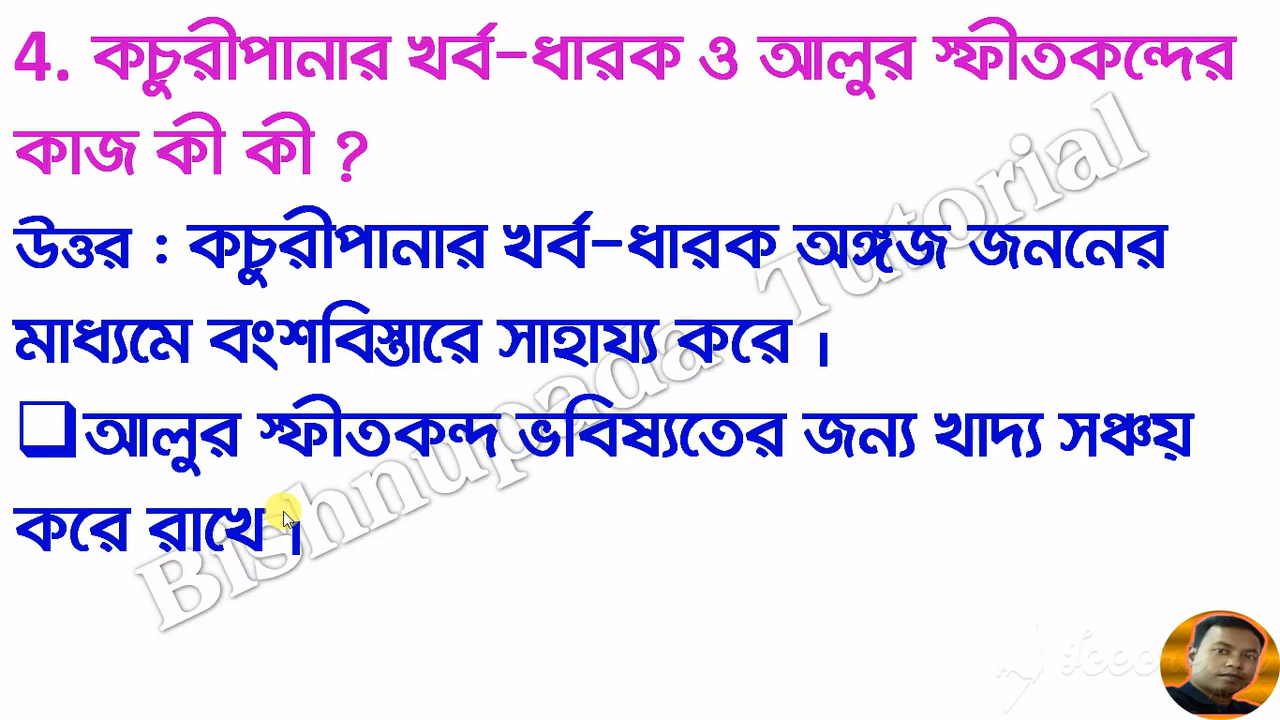 4. কচুরীপানার খর্ব-ধারক ও আলুর স্ফীতকন্দের
কাজ কী কী ?
উত্তর : কচুরীপানার খর্ব-ধারক অঙ্গজ জননের
মাধ্যমে বংশবিস্তারে সাহায্য করে ।
❑আলুর স্ফীতকন্দ ভবিষ্যতের জন্য খাদ্য সঞ্চয়
করে রাখে ।
Bishnupada Tutorial